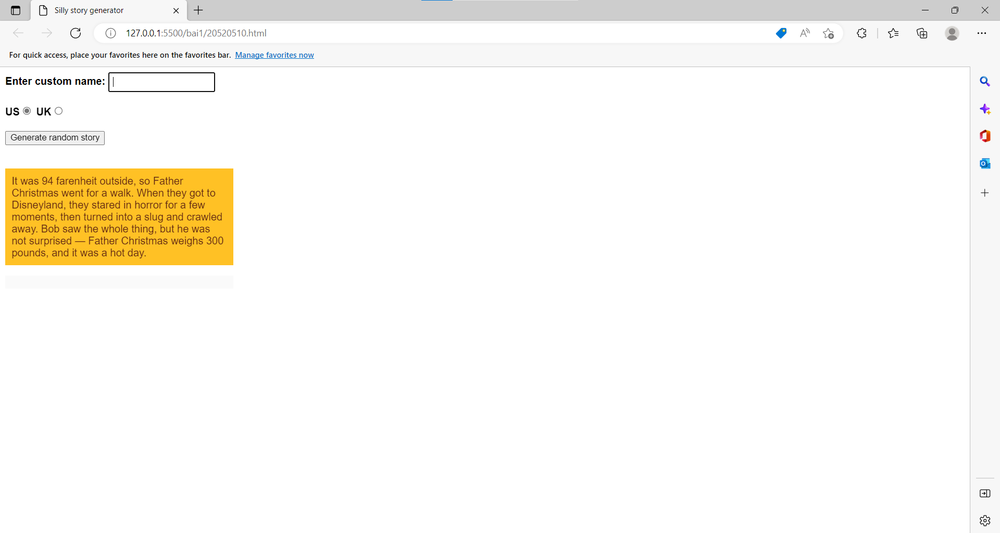 Silly story generator
127.0.0.1:5500/bai1/20520510.html
For quick access, place your favorites here on the favorites bar. Manage favorites now
Enter custom name:
US UK
Generate random story
It was 94 farenheit outside, so Father
Christmas went for a walk. When they got to
Disneyland, they stared in horror for a few
moments, then turned into a slug and crawled
away. Bob saw the whole thing, but he was
not surprised — Father Christmas weighs 300
pounds, and it was a hot day.